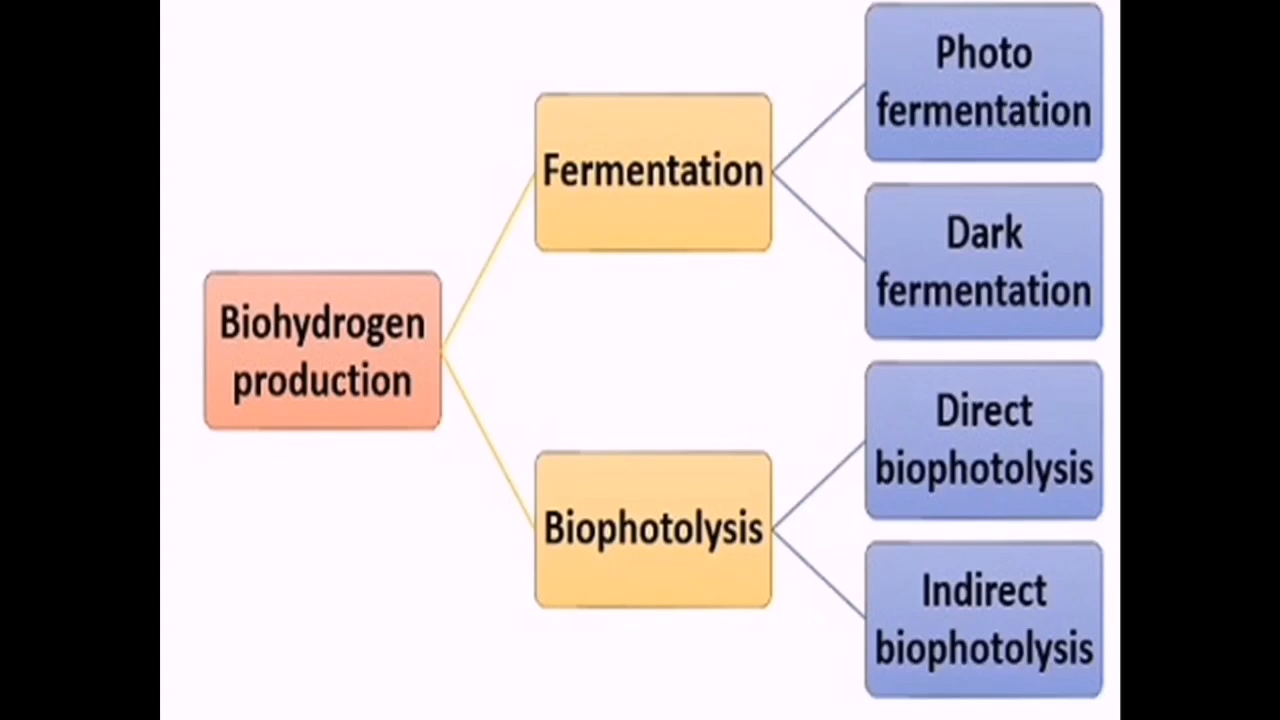 Biohydrogen
production
Fermentation
Photo
fermentation
Dark
fermentation
Biophotolysis
Direct
biophotolysis
Indirect
biophotolysis